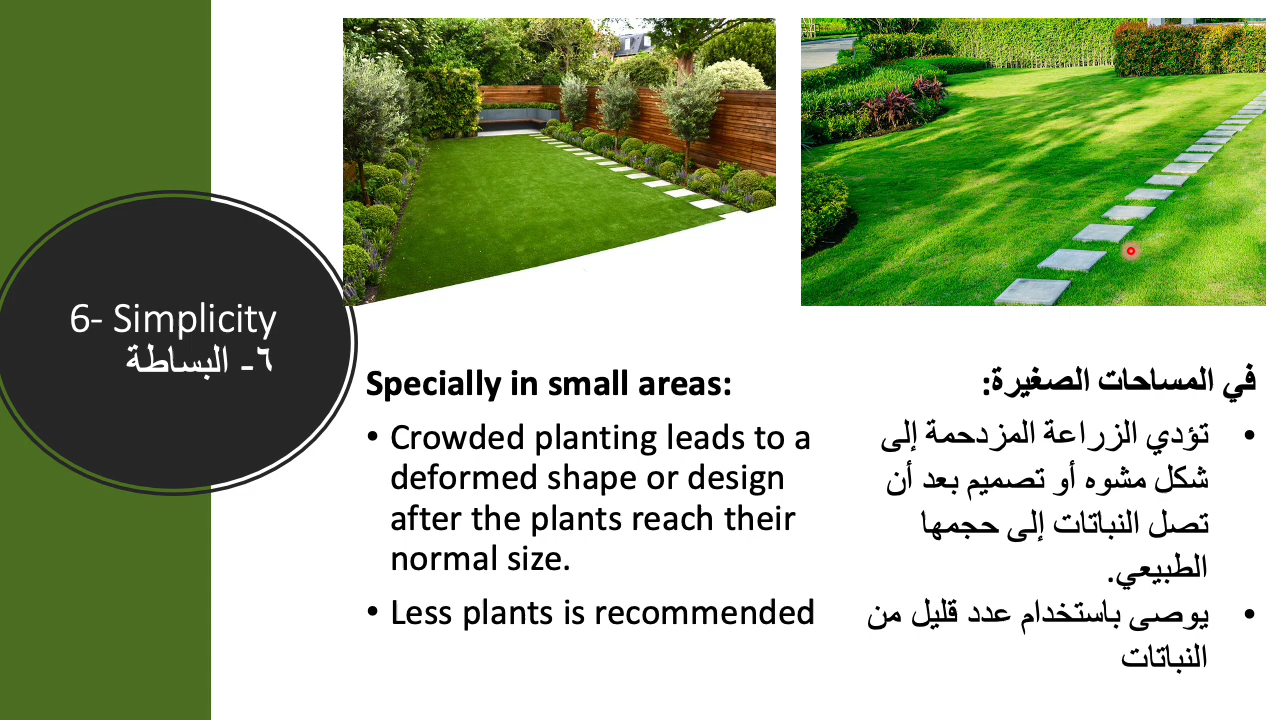 6- Simplicity
٦- البساطة
Specially in small areas:
• Crowded planting leads to a
deformed shape or design
after the plants reach their
normal size.
• Less plants is recommended
في المساحات الصغيرة:
• تؤدي الزراعة المزدحمة إلى
شكل مشوه أو تصميم بعد أن
تصل النباتات إلى حجمها
الطبيعي.
• يوصى باستخدام عدد قليل من
النباتات